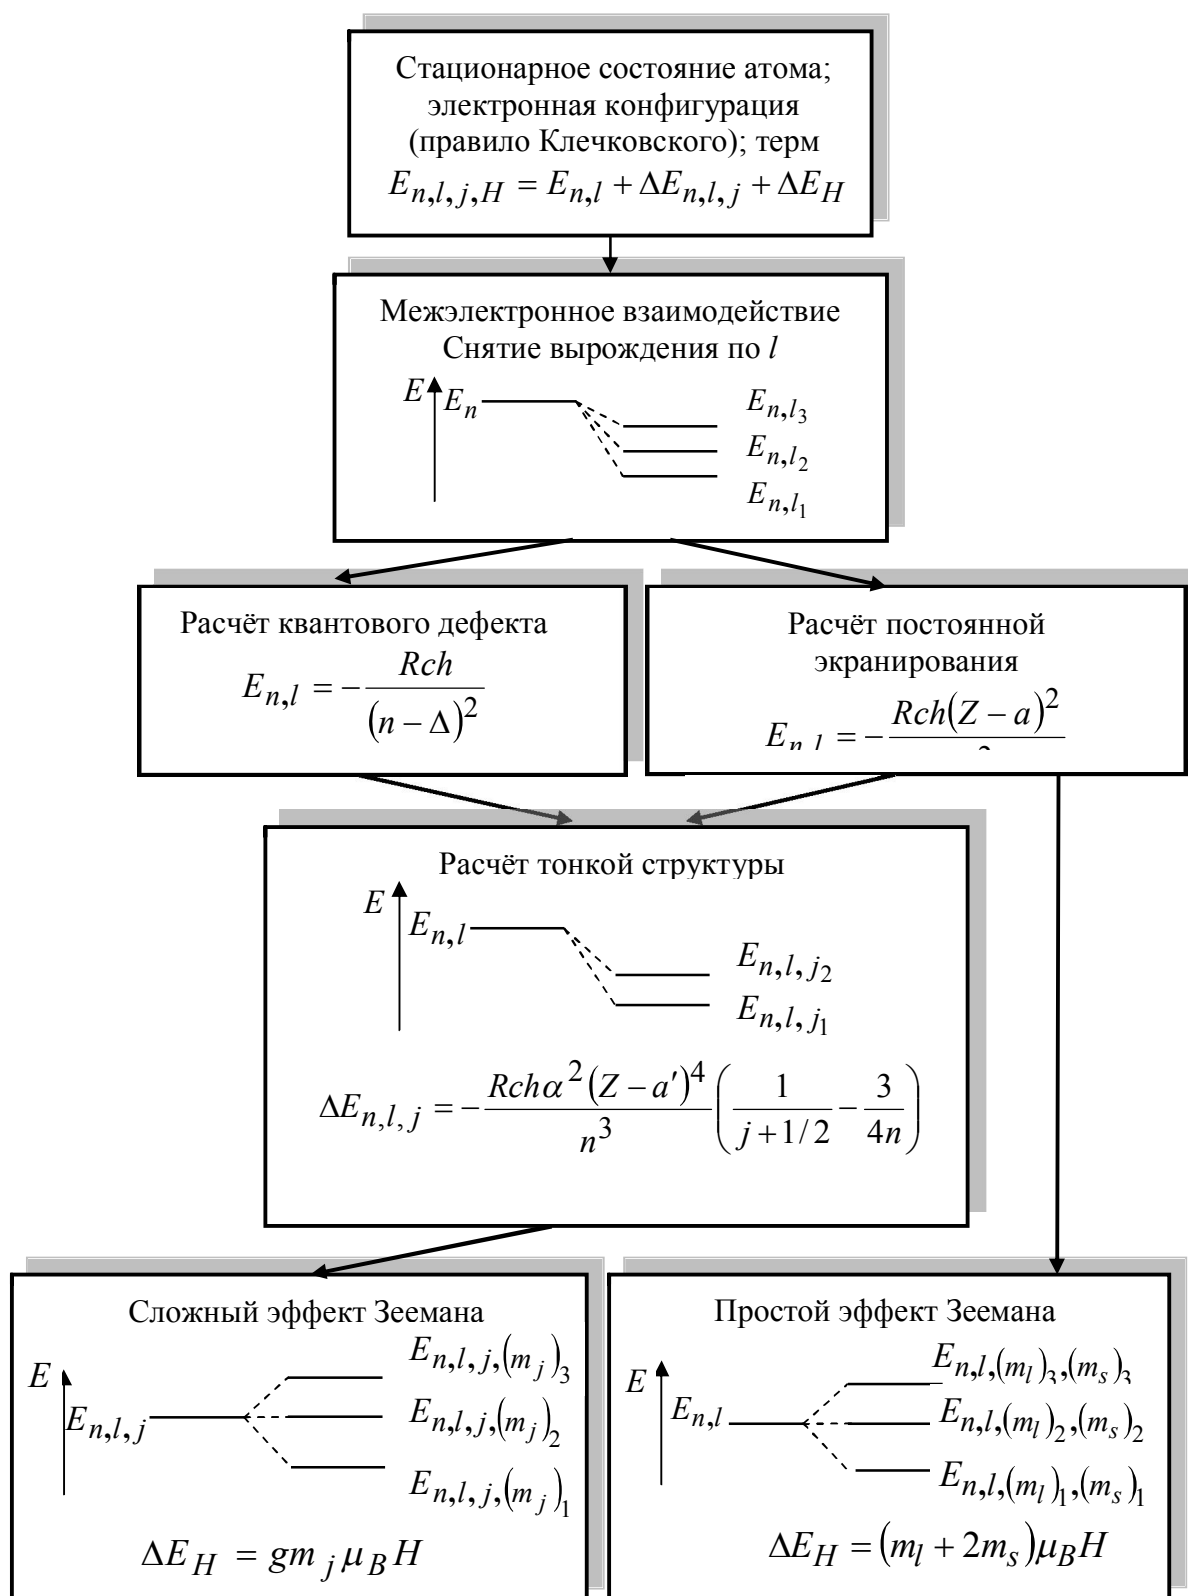 Стационарное состояние атома;
электронная конфигурация
(правило Клечковского); терм
E_{n,l,j,H} = E_{n,l} + ΔE_{n,l,j} + ΔE_H
Межэлектронное взаимодействие
Снятие вырождения по l
E E_n
E_{n,l_3}
E_{n,l_2}
E_{n,l_1}
Расчёт квантового дефекта
E_{n,l} = − Rch / (n − Δ)^2
Расчёт постоянной
экранирования
E_{n,l} = − Rch(Z − a)^2
Расчёт тонкой структуры
E E_{n,l}
E_{n,l,j_2}
E_{n,l,j_1}
ΔE_{n,l,j} = − Rchα^2(Z − a′)^4 / n^3 (1 / (j + 1/2) − 3 / 4n)
Сложный эффект Зеемана
E E_{n,l,j}
E_{n,l,j,(m_j)_3}
E_{n,l,j,(m_j)_2}
E_{n,l,j,(m_j)_1}
ΔE_H = gm_jμ_BH
Простой эффект Зеемана
E E_{n,l}
E_{n,l,(m_l)_3,(m_s)_3}
E_{n,l,(m_l)_2,(m_s)_2}
E_{n,l,(m_l)_1,(m_s)_1}
ΔE_H = (m_l + 2m_s)μ_BH